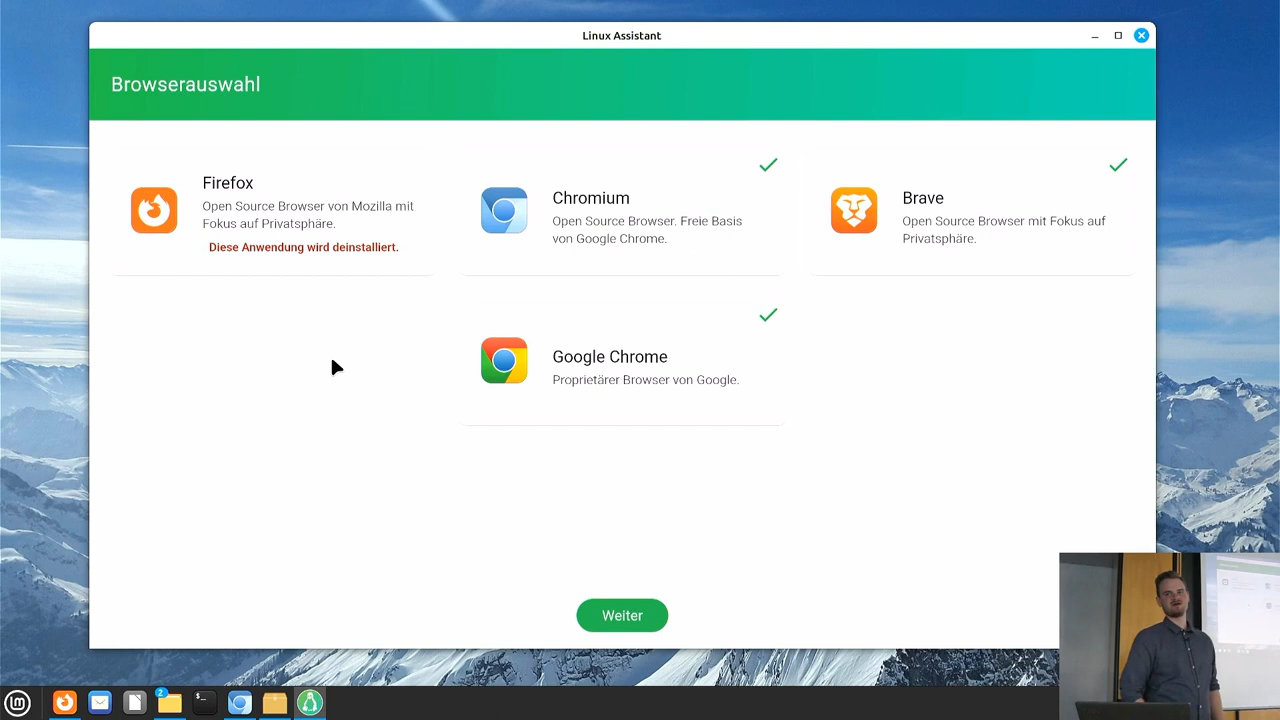 Linux Assistant
Browserauswahl
Firefox
Open Source Browser von Mozilla mit
Fokus auf Privatsphäre.
Diese Anwendung wird deinstalliert.
Chromium
Open Source Browser. Freie Basis
von Google Chrome.
Brave
Open Source Browser mit Fokus auf
Privatsphäre.
Google Chrome
Proprietärer Browser von Google.
Weiter
2